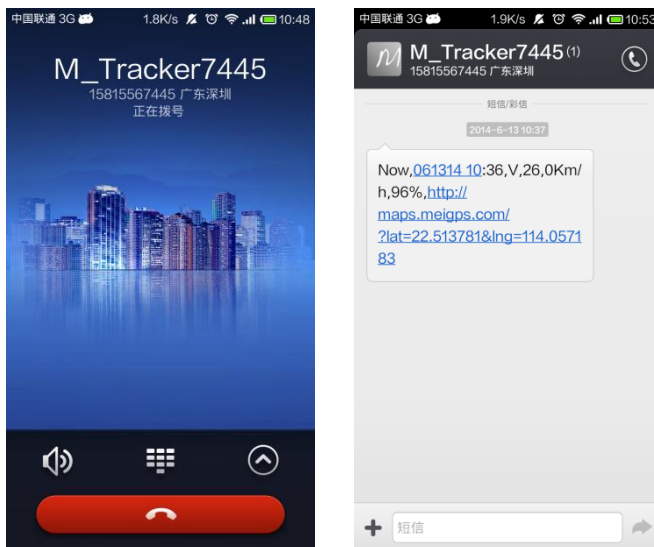 中国联通 3G 1.8K/s 10:48
M_Tracker7445
15815567445 广东深圳
正在拨号
中国联通 3G 1.9K/s 10:53
M_Tracker7445 (1)
15815567445 广东深圳
短信/彩信
2014-6-13 10:37
Now,061314 10:36,V,26,0Km/
h,96%,http://
maps.meigps.com/
?lat=22.513781&lng=114.0571
83
短信